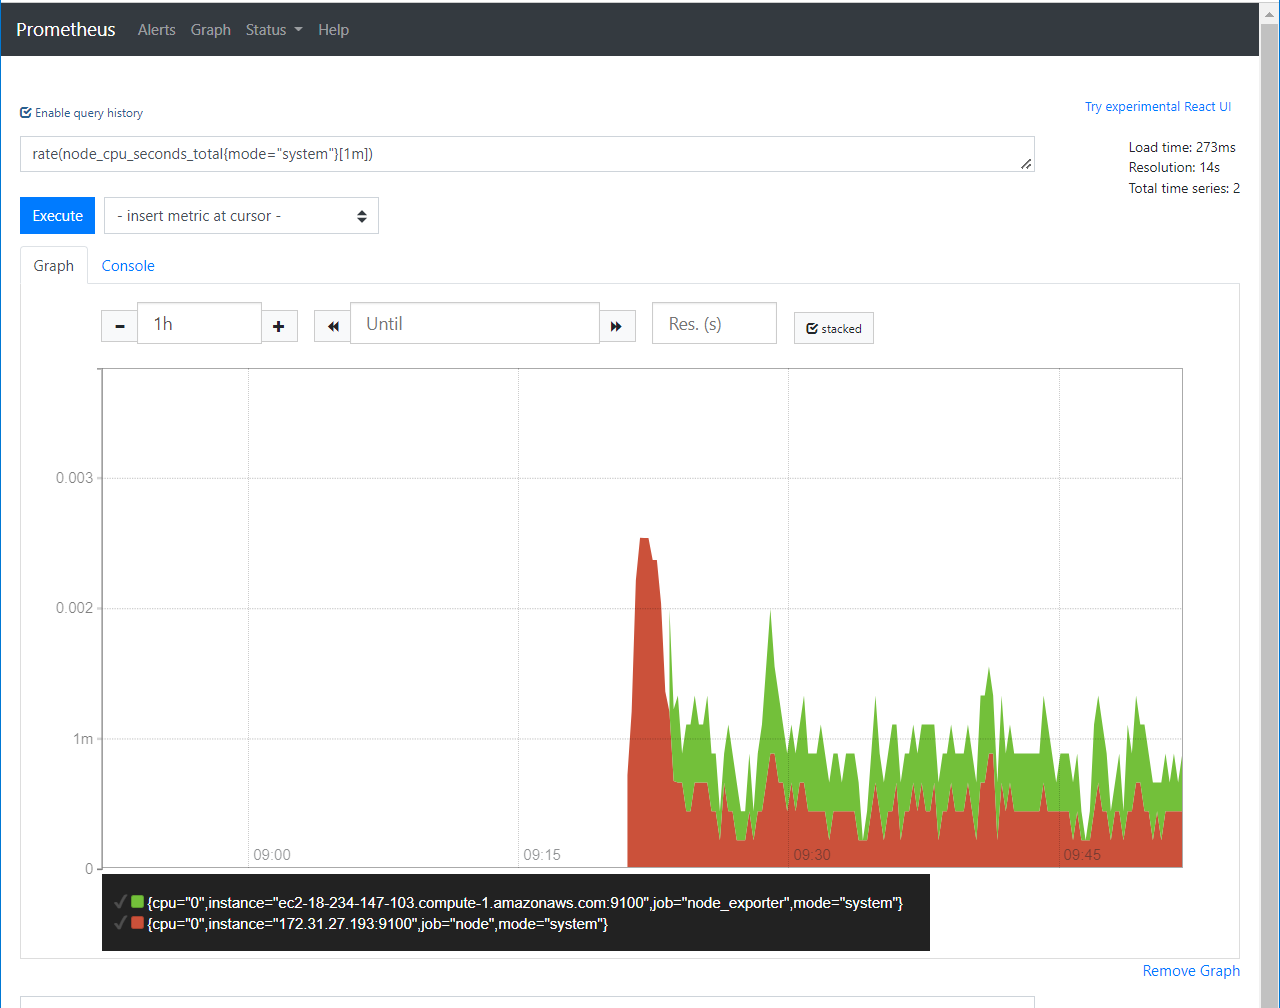 Prometheus Alerts Graph Status Help
Enable query history
Try experimental React UI
rate(node_cpu_seconds_total{mode="system"}[1m])
Load time: 273ms
Resolution: 14s
Total time series: 2
Execute - insert metric at cursor -
Graph Console
1h Until Res. (s) stacked
0.003
0.002
1m
0
09:00 09:15 09:30 09:45
{cpu="0",instance="ec2-18-234-147-103.compute-1.amazonaws.com:9100",job="node_exporter",mode="system"}
{cpu="0",instance="172.31.27.193:9100",job="node",mode="system"}
Remove Graph